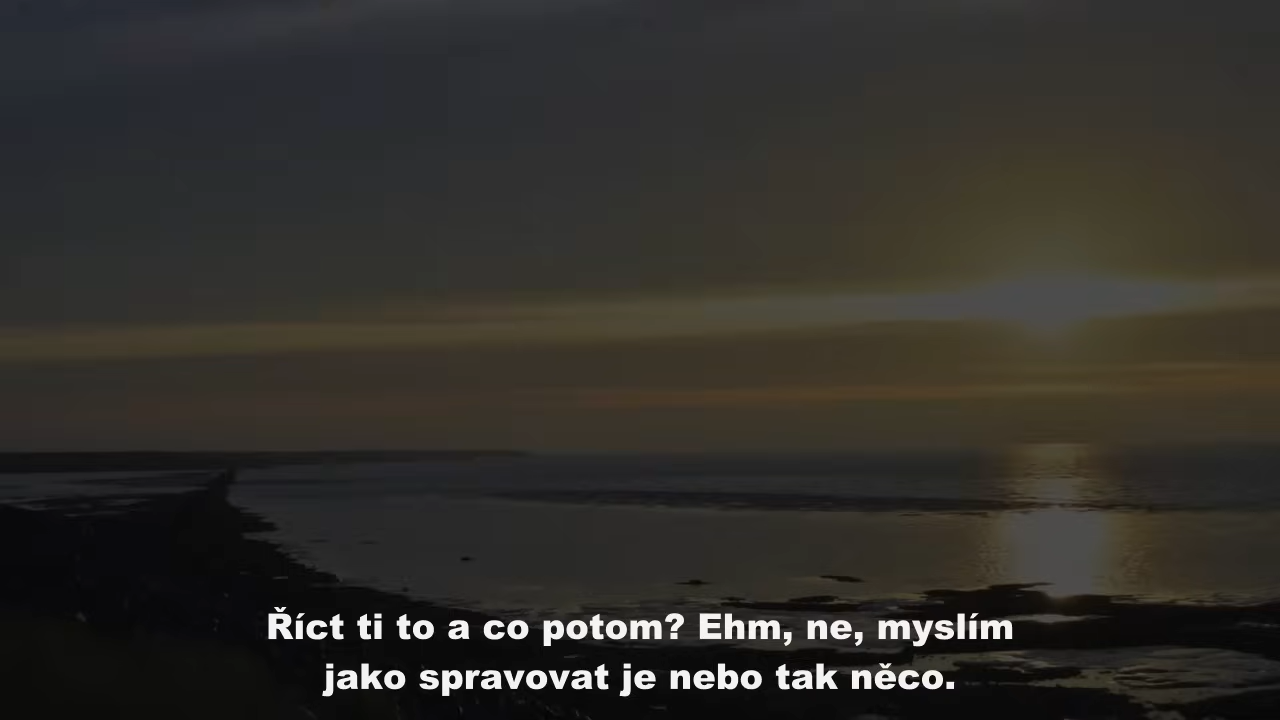 Říct ti to a co potom? Ehm, ne, myslím
jako spravovat je nebo tak něco.